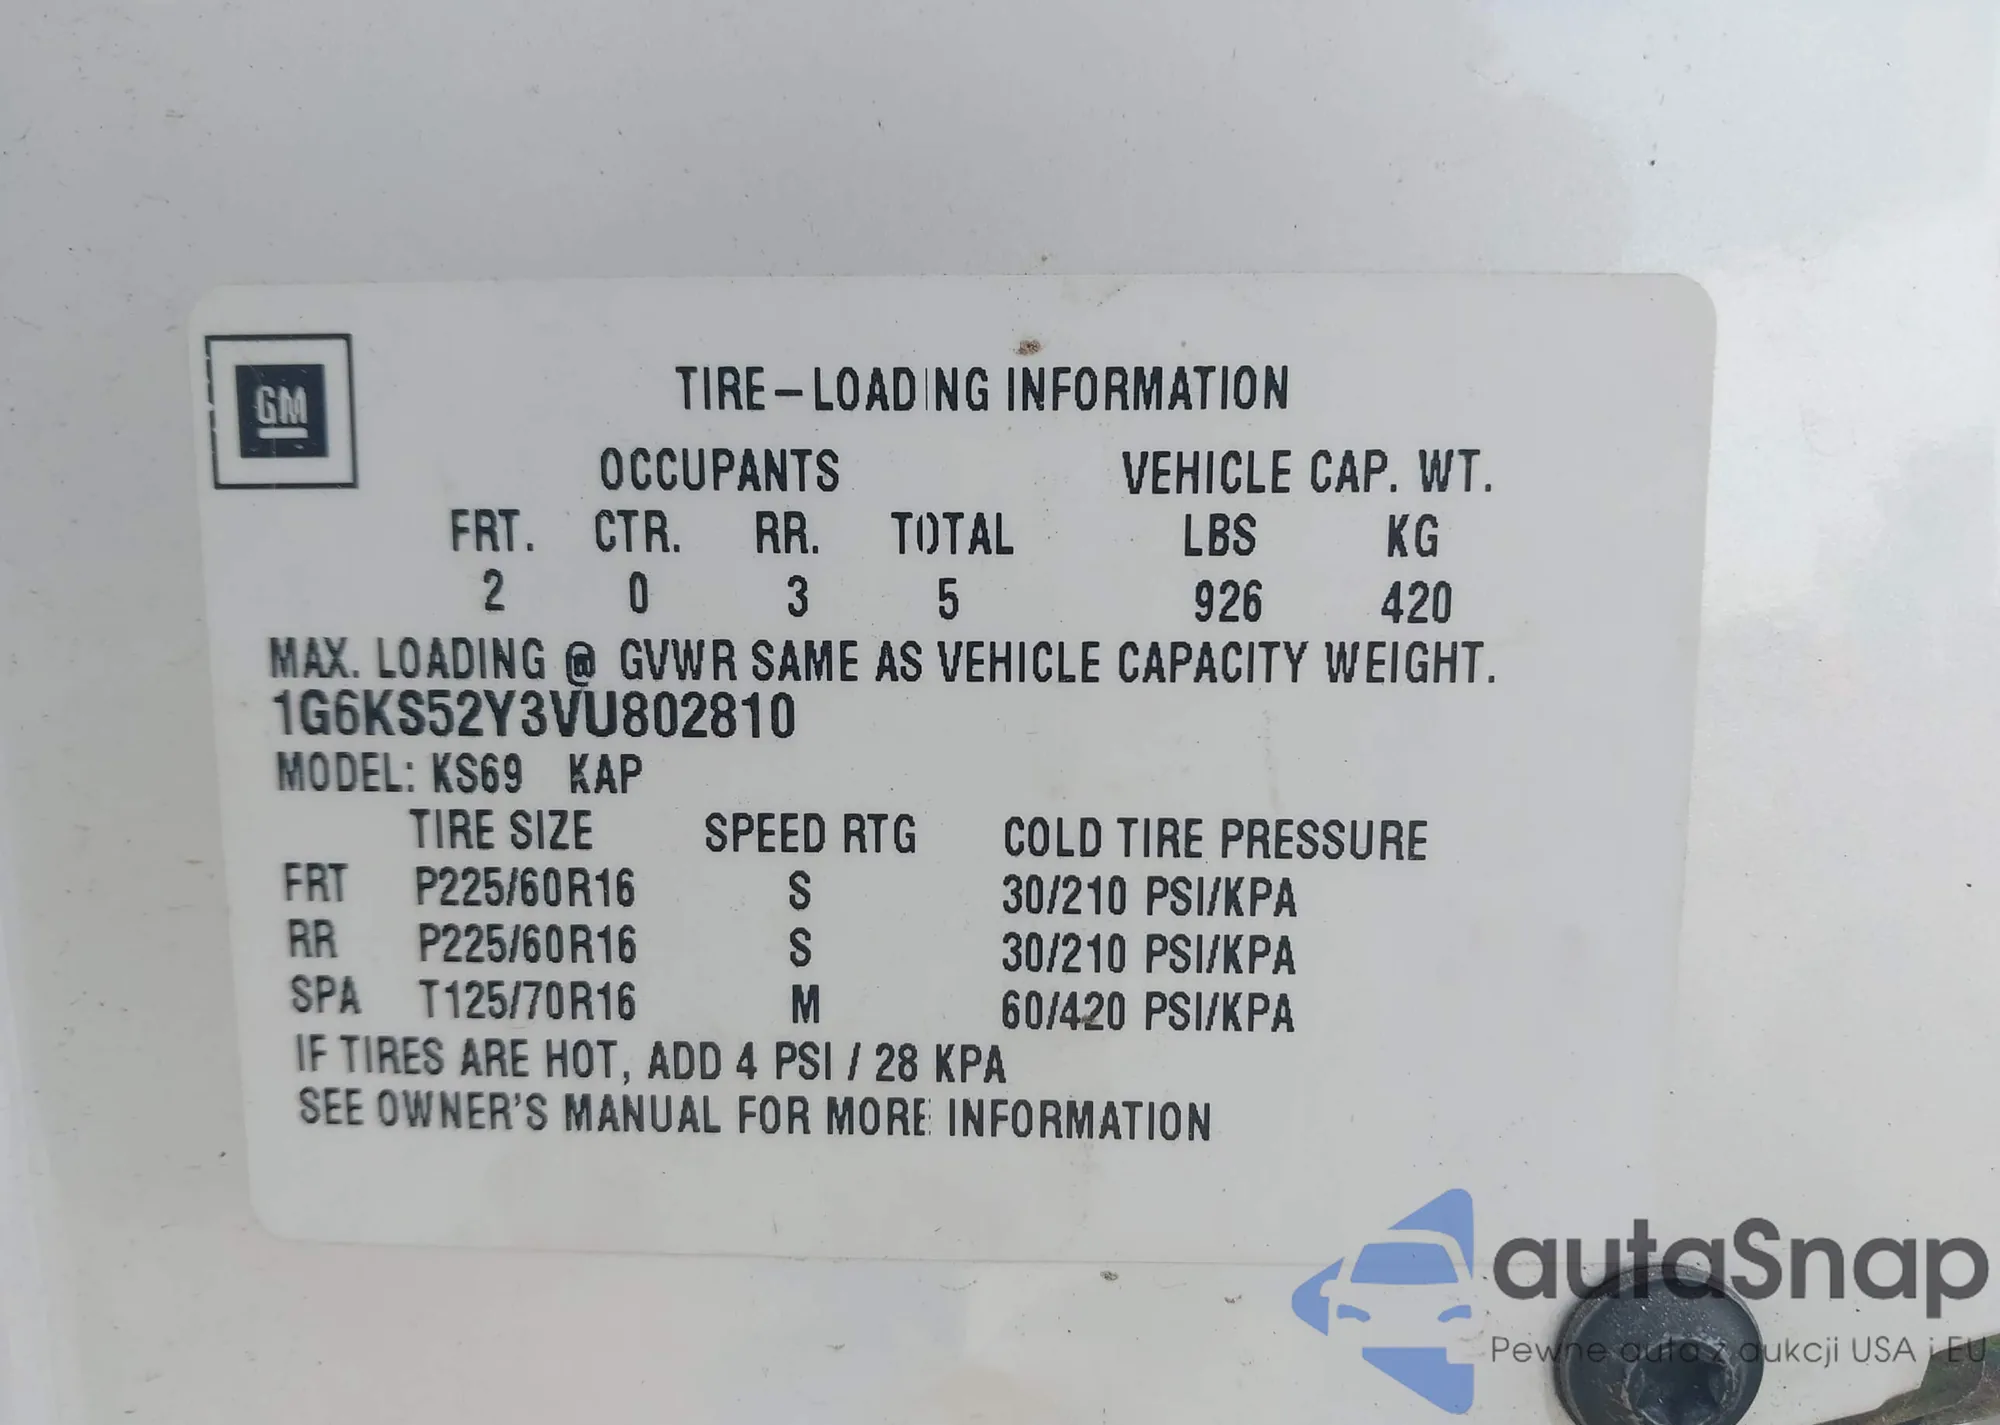 GM
TIRE-LOADING INFORMATION
OCCUPANTS VEHICLE CAP. WT.
FRT. CTR. RR. TOTAL LBS KG
2 0 3 5 926 420
MAX. LOADING @ GVWR SAME AS VEHICLE CAPACITY WEIGHT.
1G6KS52Y3VU802810
MODEL: KS69 KAP
TIRE SIZE SPEED RTG COLD TIRE PRESSURE
FRT P225/60R16 S 30/210 PSI/KPA
RR P225/60R16 S 30/210 PSI/KPA
SPA T125/70R16 M 60/420 PSI/KPA
IF TIRES ARE HOT, ADD 4 PSI / 28 KPA
SEE OWNER'S MANUAL FOR MORE INFORMATION
autaSnap
Pewne auta z aukcji USA i EU